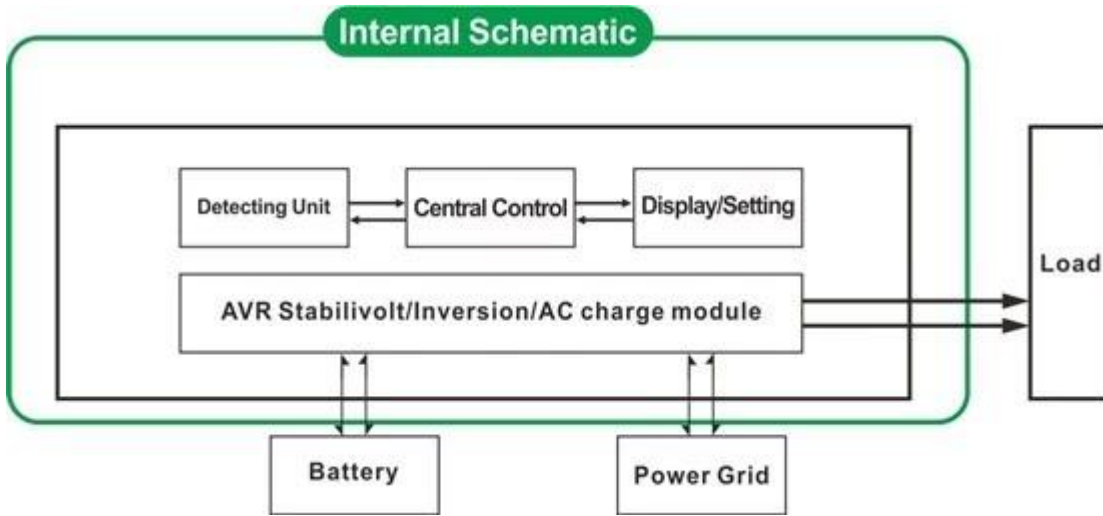 Internal Schematic
Detecting Unit
Central Control
Display/Setting
AVR Stabilivolt/Inversion/AC charge module
Load
Battery
Power Grid